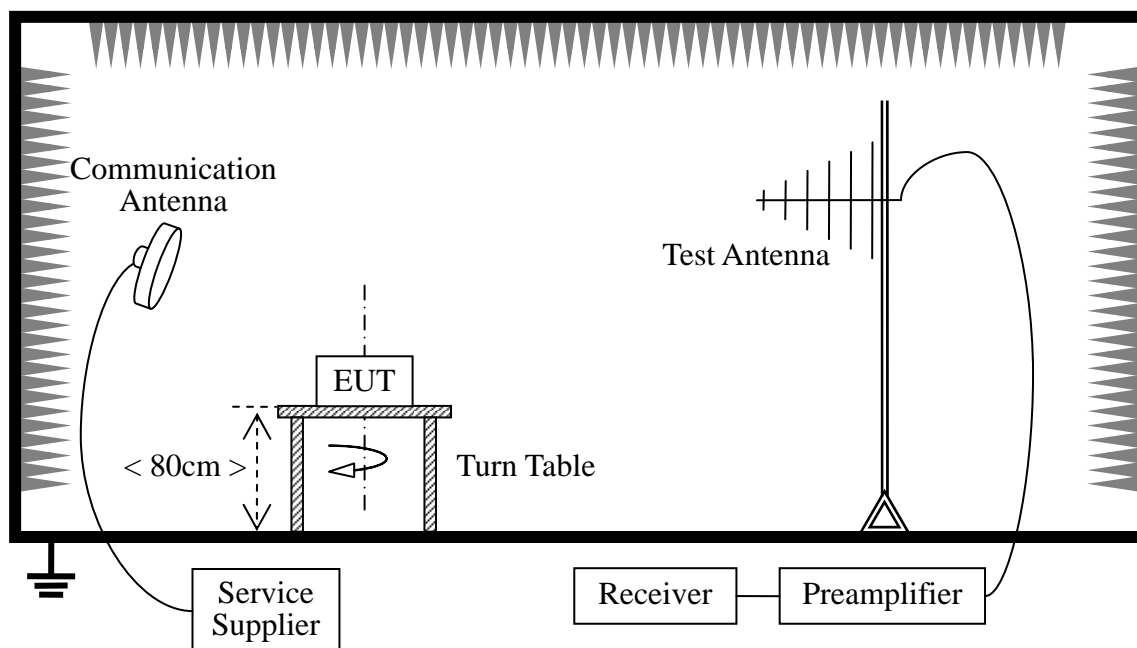 Communication
Antenna
Test Antenna
EUT
< 80cm >
Turn Table
Service
Supplier
Receiver
Preamplifier